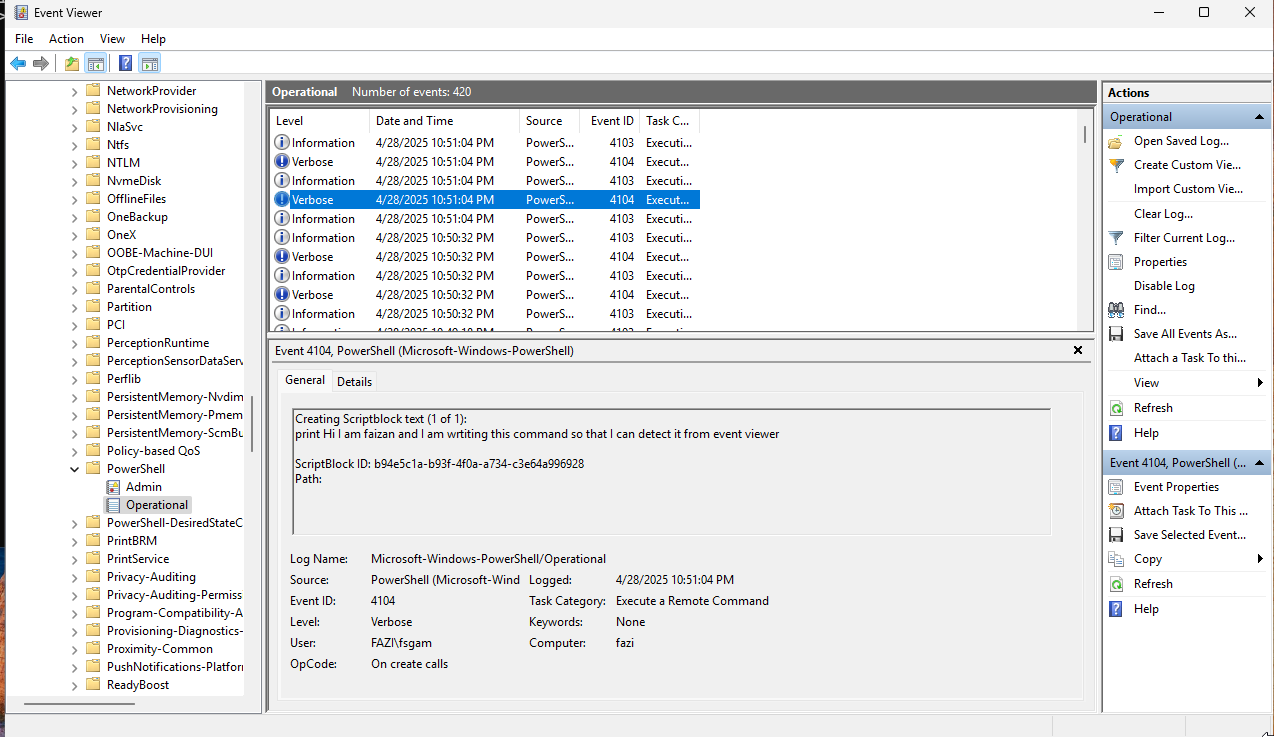 Event Viewer
File Action View Help
NetworkProvider
NetworkProvisioning
NlaSvc
Ntfs
NTLM
NvmeDisk
OfflineFiles
OneBackup
OneX
OOBE-Machine-DUI
OtpCredentialProvider
ParentalControls
Partition
PCI
PerceptionRuntime
PerceptionSensorDataServ
Perflib
PersistentMemory-Nvdim
PersistentMemory-Pmem
PersistentMemory-ScmBu
Policy-based QoS
PowerShell
Admin
Operational
PowerShell-DesiredStateC
PrintBRM
PrintService
Privacy-Auditing
Privacy-Auditing-Permiss
Program-Compatibility-A
Provisioning-Diagnostics-
Proximity-Common
PushNotifications-Platfor
ReadyBoost
Operational Number of events: 420
Level Date and Time Source Event ID Task C...
Information 4/28/2025 10:51:04 PM PowerS... 4103 Executi...
Verbose 4/28/2025 10:51:04 PM PowerS... 4104 Execut...
Information 4/28/2025 10:51:04 PM PowerS... 4103 Executi...
Verbose 4/28/2025 10:51:04 PM PowerS... 4104 Execut...
Information 4/28/2025 10:51:04 PM PowerS... 4103 Executi...
Information 4/28/2025 10:50:32 PM PowerS... 4103 Executi...
Verbose 4/28/2025 10:50:32 PM PowerS... 4104 Execut...
Information 4/28/2025 10:50:32 PM PowerS... 4103 Executi...
Verbose 4/28/2025 10:50:32 PM PowerS... 4104 Execut...
Information 4/28/2025 10:50:32 PM PowerS... 4103 Executi...
Event 4104, PowerShell (Microsoft-Windows-PowerShell)
General Details
Creating Scriptblock text (1 of 1):
print Hi I am faizan and I am wrtiting this command so that I can detect it from event viewer
ScriptBlock ID: b94e5c1a-b93f-4f0a-a734-c3e64a996928
Path:
Log Name: Microsoft-Windows-PowerShell/Operational
Source: PowerShell (Microsoft-Wind Logged: 4/28/2025 10:51:04 PM
Event ID: 4104 Task Category: Execute a Remote Command
Level: Verbose Keywords: None
User: FAZI\fsgam Computer: fazi
OpCode: On create calls
Actions
Operational
Open Saved Log...
Create Custom Vie...
Import Custom Vie...
Clear Log...
Filter Current Log...
Properties
Disable Log
Find...
Save All Events As...
Attach a Task To thi...
View
Refresh
Help
Event 4104, PowerShell (...
Event Properties
Attach Task To This ...
Save Selected Event...
Copy
Refresh
Help